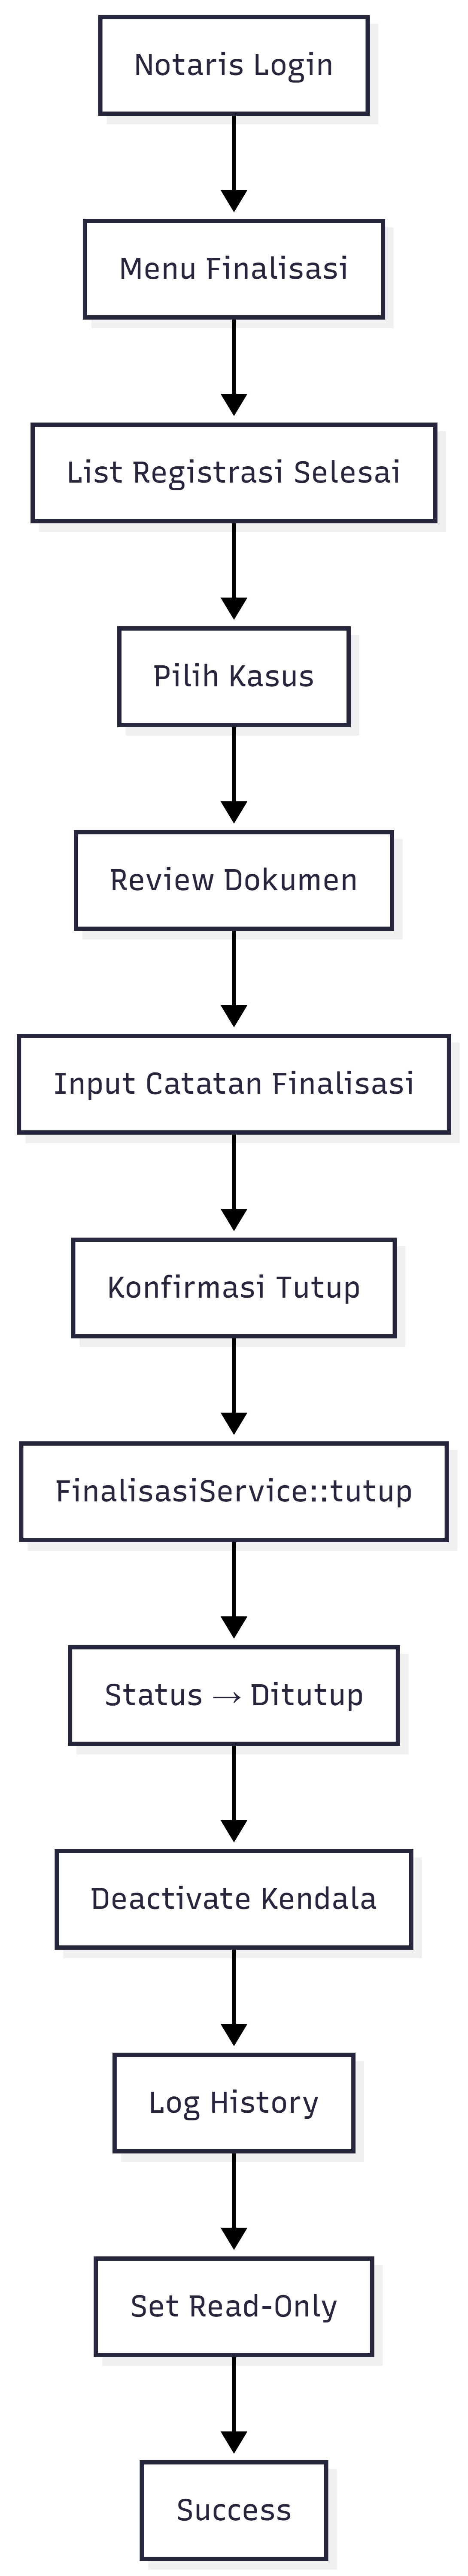 Notaris Login
Menu Finalisasi
List Registrasi Selesai
Pilih Kasus
Review Dokumen
Input Catatan Finalisasi
Konfirmasi Tutup
FinalisasiService::tutup
Status → Ditutup
Deactivate Kendala
Log History
Set Read-Only
Success